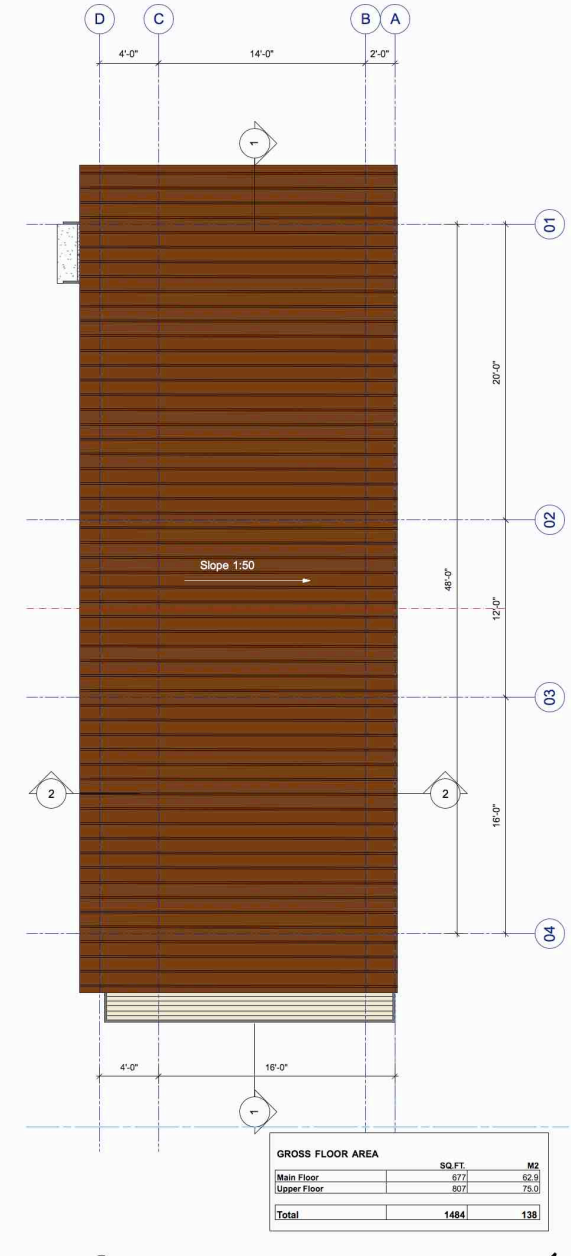 D C B A
4'-0" 14'-0" 2'-0"
1
01
20'-0"
02
Slope 1:50
48'-0"
12'-0"
03
2 2
16'-0"
04
4'-0" 16'-0"
1
GROSS FLOOR AREA
SQ.FT. M2
Main Floor 677 62.9
Upper Floor 807 75.0
Total 1484 138